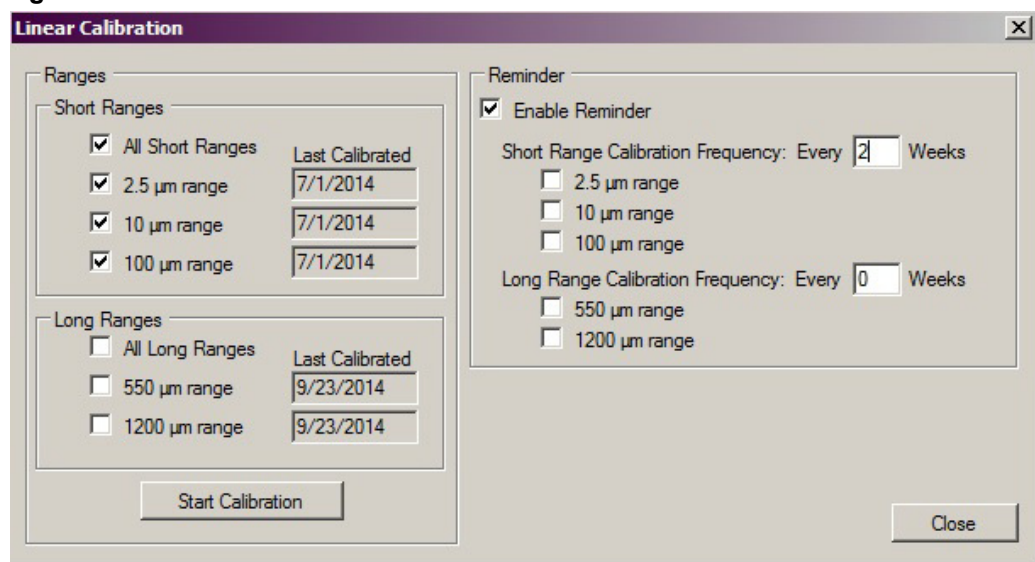 Linear Calibration
Ranges
Short Ranges
All Short Ranges
Last Calibrated
2.5 µm range 7/1/2014
10 µm range 7/1/2014
100 µm range 7/1/2014
Long Ranges
All Long Ranges
Last Calibrated
550 µm range 9/23/2014
1200 µm range 9/23/2014
Start Calibration
Reminder
Enable Reminder
Short Range Calibration Frequency: Every 2 Weeks
2.5 µm range
10 µm range
100 µm range
Long Range Calibration Frequency: Every 0 Weeks
550 µm range
1200 µm range
Close